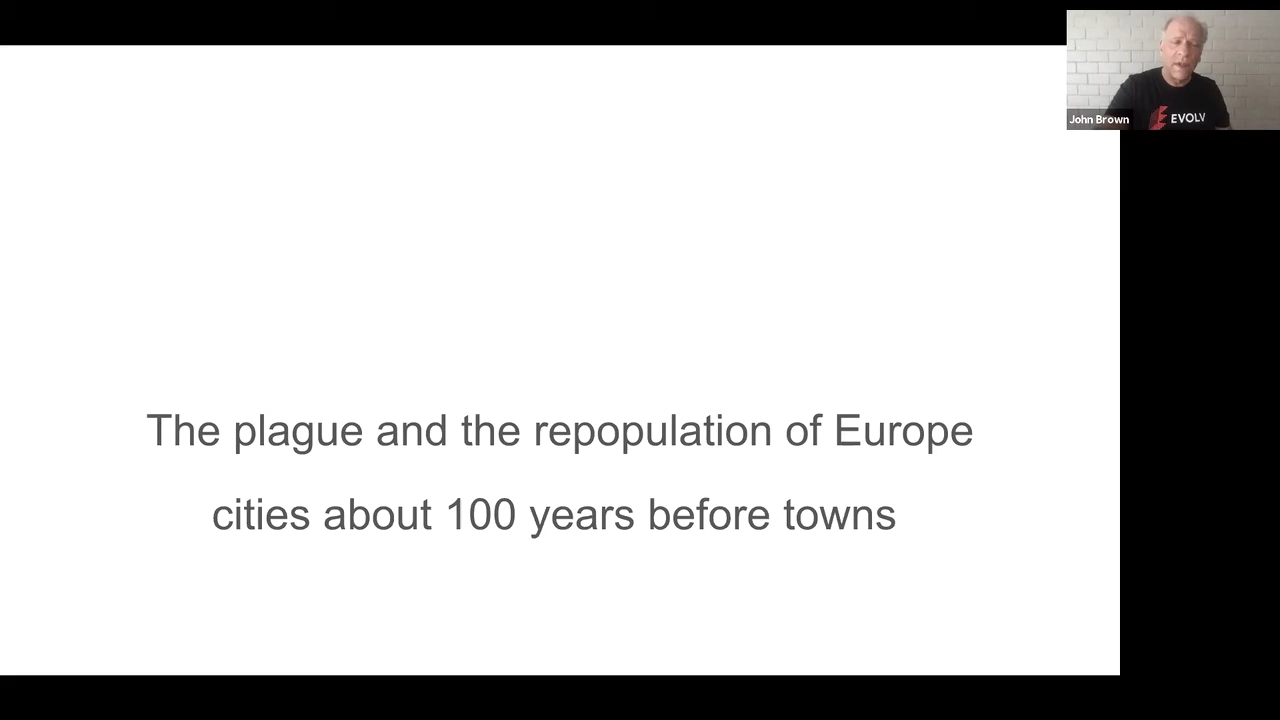 John Brown
EVOLV
The plague and the repopulation of Europe
cities about 100 years before towns